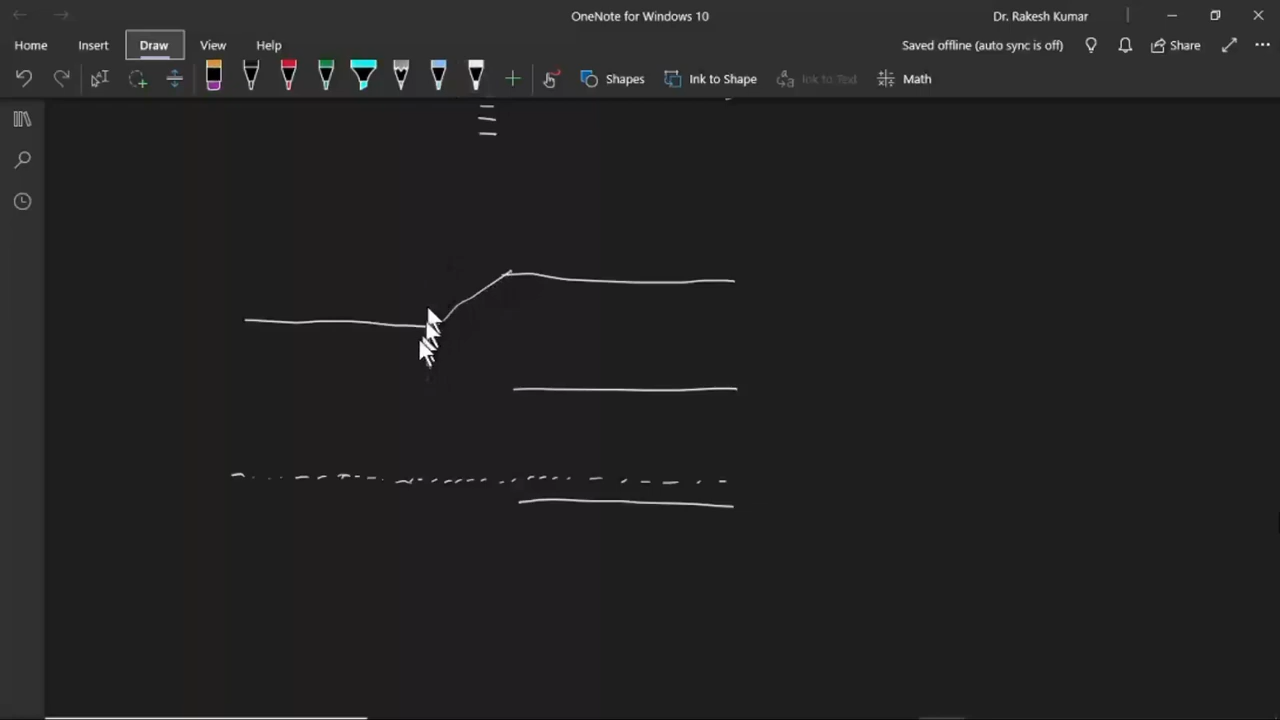 OneNote for Windows 10
Dr. Rakesh Kumar
Home Insert Draw View Help
Saved offline (auto sync is off)
Share
Shapes
Ink to Shape
Ink to Text
Math